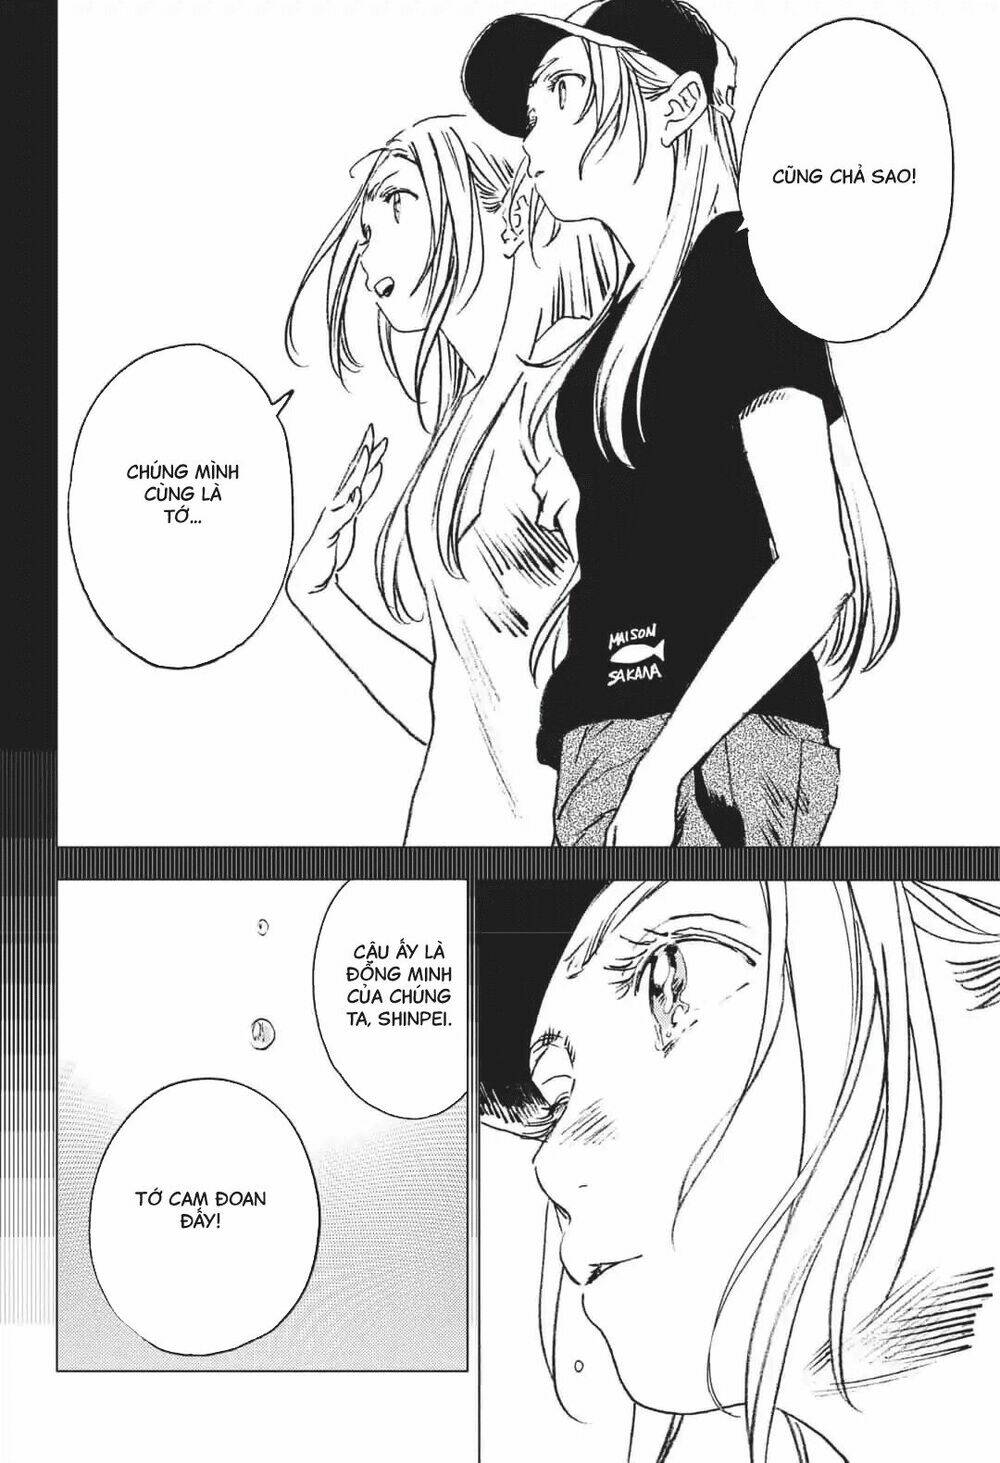 CŨNG CHẢ SAO!
CHÚNG MÌNH
CÙNG LÀ
TỚ...
MAISON
SAKANA
CẬU ẤY LÀ
ĐỒNG MINH
CỦA CHÚNG
TA, SHINPEI.
TỚ CAM ĐOAN
ĐẤY!